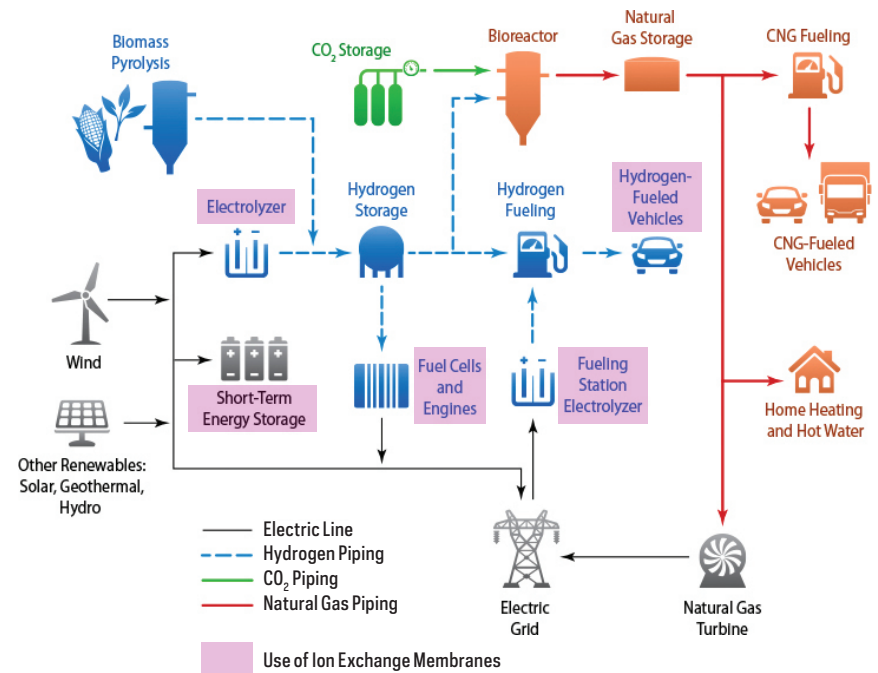 Biomass
Pyrolysis
CO2 Storage
Bioreactor
Natural
Gas Storage
CNG Fueling
Electrolyzer
+ −
Hydrogen
Storage
Hydrogen
Fueling
Hydrogen-
Fueled
Vehicles
CNG-Fueled
Vehicles
Wind
+ + +
− − −
Short-Term
Energy Storage
Fuel Cells
and
Engines
+ −
Fueling
Station
Electrolyzer
Home Heating
and Hot Water
Other Renewables:
Solar, Geothermal,
Hydro
Electric Line
Hydrogen Piping
CO2 Piping
Natural Gas Piping
Electric
Grid
Natural Gas
Turbine
Use of Ion Exchange Membranes